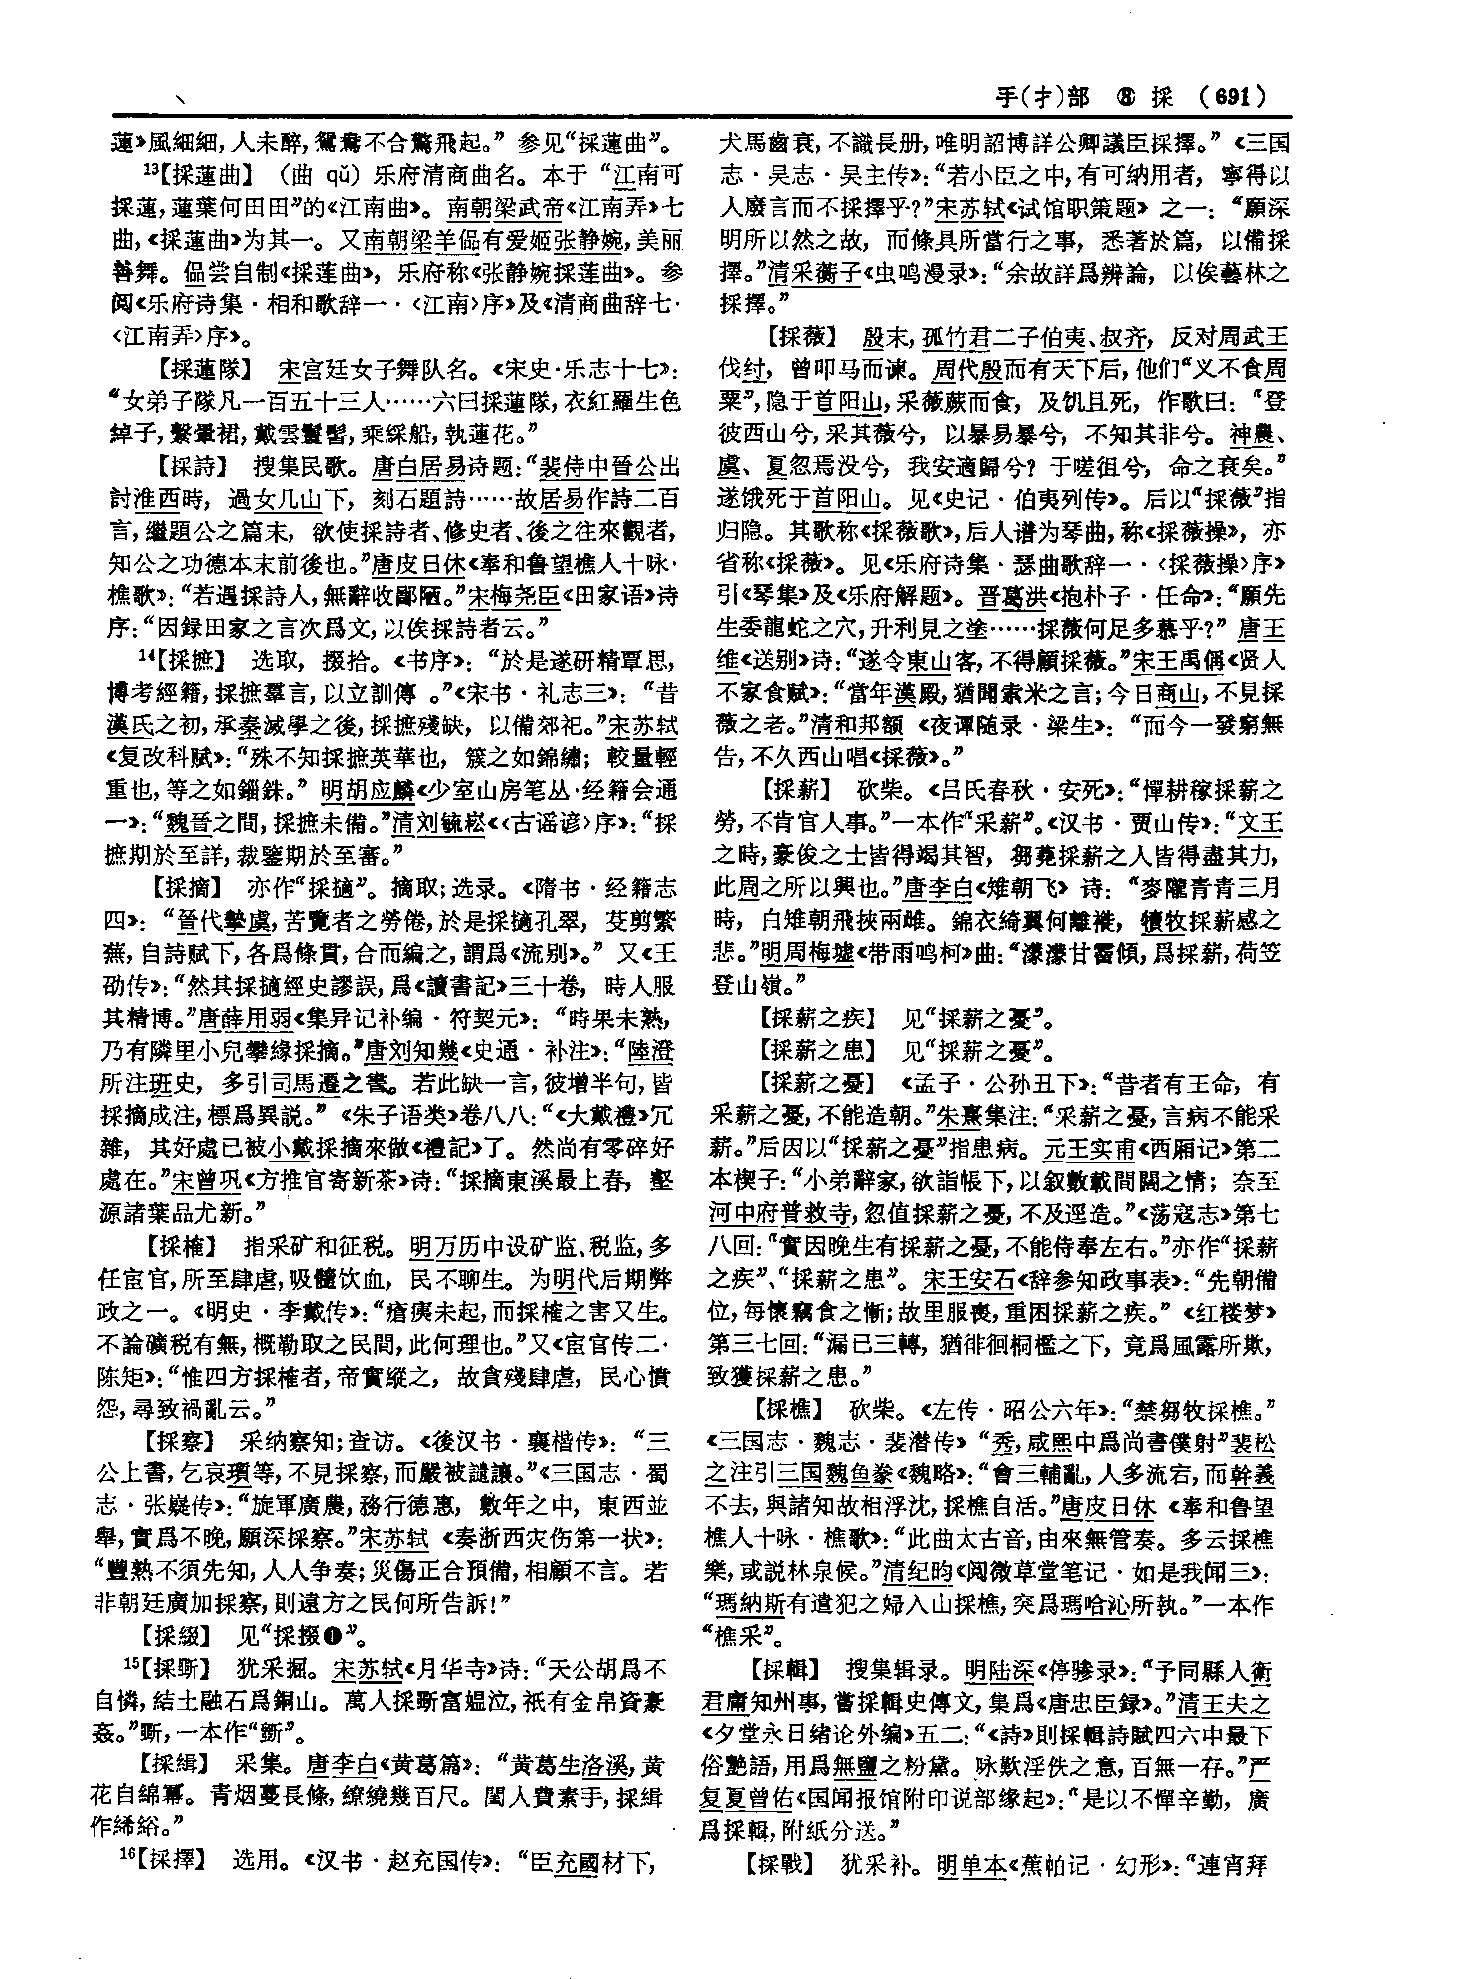 手(扌)部 ⑧ 採 (691)
蓮》風細細,人未醉,鴛鴦不合驚飛起。” 参见“採蓮曲”。
13【採蓮曲】 (曲 qǔ) 乐府清商曲名。本于“江南可
採蓮,蓮葉何田田”的《江南曲》。南朝梁武帝《江南弄》七
曲,《採蓮曲》为其一。又南朝梁羊侃有爱姬张静婉,美丽
善舞。侃尝自制《採莲曲》, 乐府称《张静婉採莲曲》。参
阅《乐府诗集·相和歌辞一·〈江南〉序》及《清商曲辞七·
〈江南弄〉序》。
【採蓮隊】 宋宫廷女子舞队名。《宋史·乐志十七》:
“女弟子隊凡一百五十三人……六曰採蓮隊,衣紅羅生色
綽子,繫暈裙,戴雲鬟髻,乘綵船,執蓮花。”
【採詩】 搜集民歌。唐白居易诗题:“裴侍中晉公出
討淮西時, 過女几山下, 刻石題詩……故居易作詩二百
言,繼題公之篇末, 欲使採詩者、修史者、後之往來觀者,
知公之功德本末前後也。”唐皮日休《奉和鲁望樵人十咏·
樵歌》:“若遇採詩人,無辭收鄙陋。”宋梅尧臣《田家语》诗
序:“因録田家之言次爲文,以俟採詩者云。”
14【採摭】 选取, 掇拾。《书序》: “於是遂研精覃思,
博考經籍,採摭羣言,以立訓傳 。”《宋书·礼志三》: “昔
漢氏之初,承秦滅學之後,採摭殘缺, 以備郊祀。”宋苏轼
《复改科赋》:“殊不知採摭英華也, 簇之如錦繡; 較量輕
重也,等之如錙銖。” 明胡应麟《少室山房笔丛·经籍会通
一》:“魏晉之間,採摭未備。”清刘毓崧《〈古谣谚〉序》:“採
摭期於至詳,裁鑒期於至審。”
【採摘】 亦作“採擿”。摘取;选录。《隋书·经籍志
四》: “晉代摯虞,苦覽者之勞倦,於是採擿孔翠, 芟剪繁
蕪,自詩賦下,各爲條貫,合而編之,謂爲《流别》。” 又《王
劭传》:“然其採擿經史謬誤,爲《讀書記》三十卷, 時人服
其精博。”唐薛用弱《集异记补编·符契元》: “時果未熟,
乃有隣里小兒攀緣採摘。”唐刘知幾《史通·补注》:“陸澄
所注班史, 多引司馬遷之書。若此缺一言,彼增半句,皆
採摘成注,標爲異説。” 《朱子语类》卷八八:“《大戴禮》冗
雜, 其好處已被小戴採摘來做《禮記》了。然尚有零碎好
處在。”宋曾巩《方推官寄新茶》诗:“採摘東溪最上春, 壑
源諸葉品尤新。”
【採榷】 指采矿和征税。明万历中设矿监、税监,多
任宦官,所至肆虐,吸髓饮血, 民不聊生。为明代后期弊
政之一。《明史·李戴传》:“瘡痍未起,而採榷之害又生。
不論礦税有無,概勒取之民間,此何理也。”又《宦官传二·
陈矩》:“惟四方採榷者,帝實縱之, 故貪殘肆虐, 民心憤
怨,尋致禍亂云。”
【採察】 采纳察知;查访。《後汉书·襄楷传》: “三
公上書,乞哀瓆等,不見採察,而嚴被譴讓。”《三国志·蜀
志·张嶷传》:“旋軍廣農,務行德惠, 數年之中, 東西並
舉,實爲不晚,願深採察。”宋苏轼 《奏浙西灾伤第一状》:
“豐熟不須先知,人人争奏;災傷正合預備,相顧不言。若
非朝廷廣加採察,則遠方之民何所告訴!”
【採綴】 见“採掇❶”。
15【採斲】 犹采掘。宋苏轼《月华寺》诗:“天公胡爲不
自憐,結土融石爲銅山。萬人採斲富媪泣,衹有金帛資豪
姦。”斲,一本作“斵”。
【採緝】 采集。唐李白《黄葛篇》: “黄葛生洛溪,黄
花自綿冪。青烟蔓長條,繚繞幾百尺。閨人費素手,採緝
作絺綌。”
16【採擇】 选用。《汉书·赵充国传》: “臣充國材下,
犬馬齒衰,不識長册,唯明詔博詳公卿議臣採擇。”《三国
志·吴志·吴主传》:“若小臣之中,有可納用者, 寧得以
人廢言而不採擇乎?”宋苏轼《试馆职策题》 之一: “願深
明所以然之故, 而條具所當行之事, 悉著於篇, 以備採
擇。”清采蘅子《虫鸣漫录》:“余故詳爲辨論, 以俟藝林之
採擇。”
【採薇】 殷末,孤竹君二子伯夷、叔齐, 反对周武王
伐纣, 曾叩马而谏。周代殷而有天下后,他们“义不食周
粟”,隐于首阳山,采薇蕨而食, 及饥且死, 作歌曰: “登
彼西山兮,采其薇兮, 以暴易暴兮, 不知其非兮。神農、
虞、夏忽焉没兮, 我安適歸兮? 于嗟徂兮, 命之衰矣。”
遂饿死于首阳山。见《史记·伯夷列传》。后以“採薇”指
归隐。其歌称《採薇歌》,后人谱为琴曲,称《採薇操》, 亦
省称《採薇》。见《乐府诗集·瑟曲歌辞一·〈採薇操〉序》
引《琴集》及《乐府解题》。晋葛洪《抱朴子·任命》:“願先
生委龍蛇之穴,升利見之塗……採薇何足多慕乎?” 唐王
维《送别》诗:“遂令東山客,不得顧採薇。”宋王禹偁《贤人
不家食赋》:“當年漢殿,猶聞索米之言;今日商山,不見採
薇之老。”清和邦额 《夜谭随录·梁生》: “而今一發窮無
告,不久西山唱《採薇》。”
【採薪】 砍柴。《吕氏春秋·安死》:“憚耕稼採薪之
勞,不肯官人事。”一本作“采薪”。《汉书·贾山传》:“文王
之時,豪俊之士皆得竭其智, 芻蕘採薪之人皆得盡其力,
此周之所以興也。”唐李白《雉朝飞》 诗: “麥隴青青三月
時, 白雉朝飛挾兩雌。錦衣綺翼何離褷, 犢牧採薪感之
悲。”明周梅墟《带雨鸣柯》曲:“濛濛甘霤傾,爲採薪,荷笠
登山嶺。”
【採薪之疾】 见“採薪之憂”。
【採薪之患】 见“採薪之憂”。
【採薪之憂】 《孟子·公孙丑下》:“昔者有王命, 有
采薪之憂,不能造朝。”朱熹集注:“采薪之憂,言病不能采
薪。”后因以“採薪之憂”指患病。元王实甫《西厢记》第二
本楔子:“小弟辭家,欲詣帳下,以叙數載間闊之情; 奈至
河中府普救寺,忽值採薪之憂,不及逕造。”《荡寇志》第七
八回:“實因晚生有採薪之憂,不能侍奉左右。”亦作“採薪
之疾”、“採薪之患”。宋王安石《辞参知政事表》:“先朝備
位,每懷竊食之慚;故里服喪,重困採薪之疾。” 《红楼梦》
第三七回:“漏已三轉, 猶徘徊桐檻之下, 竟爲風露所欺,
致獲採薪之患。”
【採樵】 砍柴。《左传·昭公六年》:“禁芻牧採樵。”
《三国志·魏志·裴潜传》 “秀,咸熙中爲尚書僕射”裴松
之注引三国魏鱼豢《魏略》:“會三輔亂,人多流宕,而幹義
不去,與諸知故相浮沈,採樵自活。”唐皮日休 《奉和鲁望
樵人十咏·樵歌》:“此曲太古音,由來無管奏。多云採樵
樂,或説林泉候。”清纪昀《阅微草堂笔记·如是我闻三》:
“瑪納斯有遣犯之婦入山採樵,突爲瑪哈沁所執。”一本作
“樵采”。
【採輯】 搜集辑录。明陆深《停骖录》:“予同縣人衛
君庸知州事,嘗採輯史傳文,集爲《唐忠臣録》。”清王夫之
《夕堂永日绪论外编》五二:“《詩》則採輯詩賦四六中最下
俗艷語,用爲無鹽之粉黛。咏歎淫佚之意,百無一存。”严
复夏曾佑《国闻报馆附印说部缘起》:“是以不憚辛勤, 廣
爲採輯,附紙分送。”
【採戰】 犹采补。明单本《蕉帕记·幻形》:“連宵拜